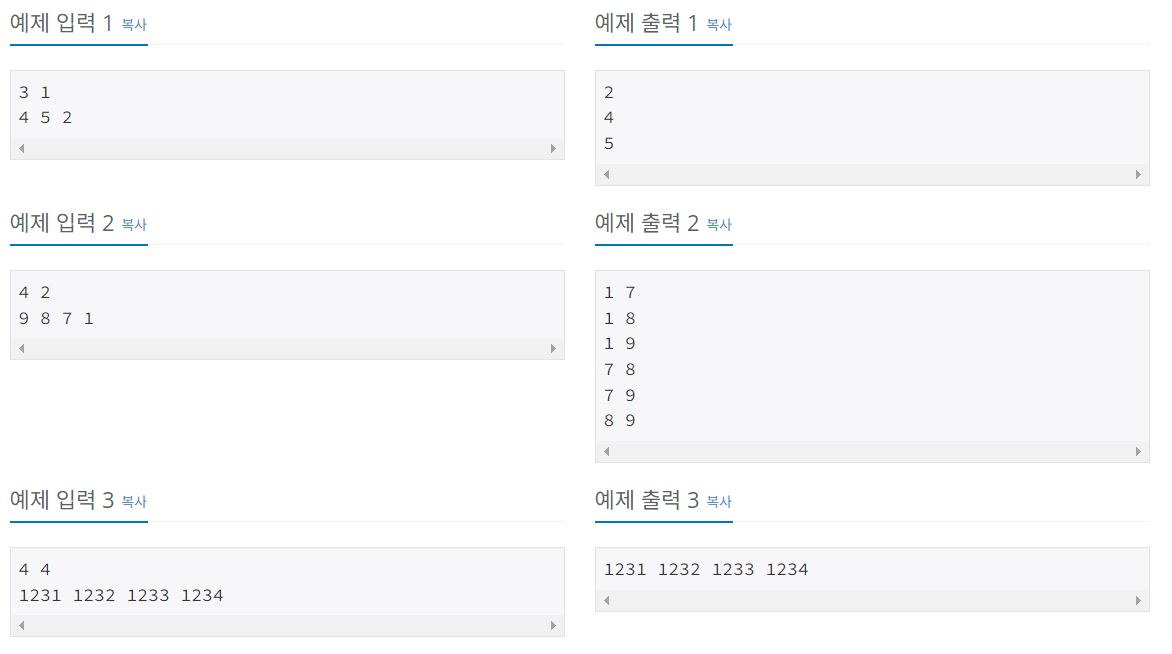 예제 입력 1 복사
3 1
4 5 2
예제 출력 1 복사
2
4
5
예제 입력 2 복사
4 2
9 8 7 1
예제 출력 2 복사
1 7
1 8
1 9
7 8
7 9
8 9
예제 입력 3 복사
4 4
1231 1232 1233 1234
예제 출력 3 복사
1231 1232 1233 1234